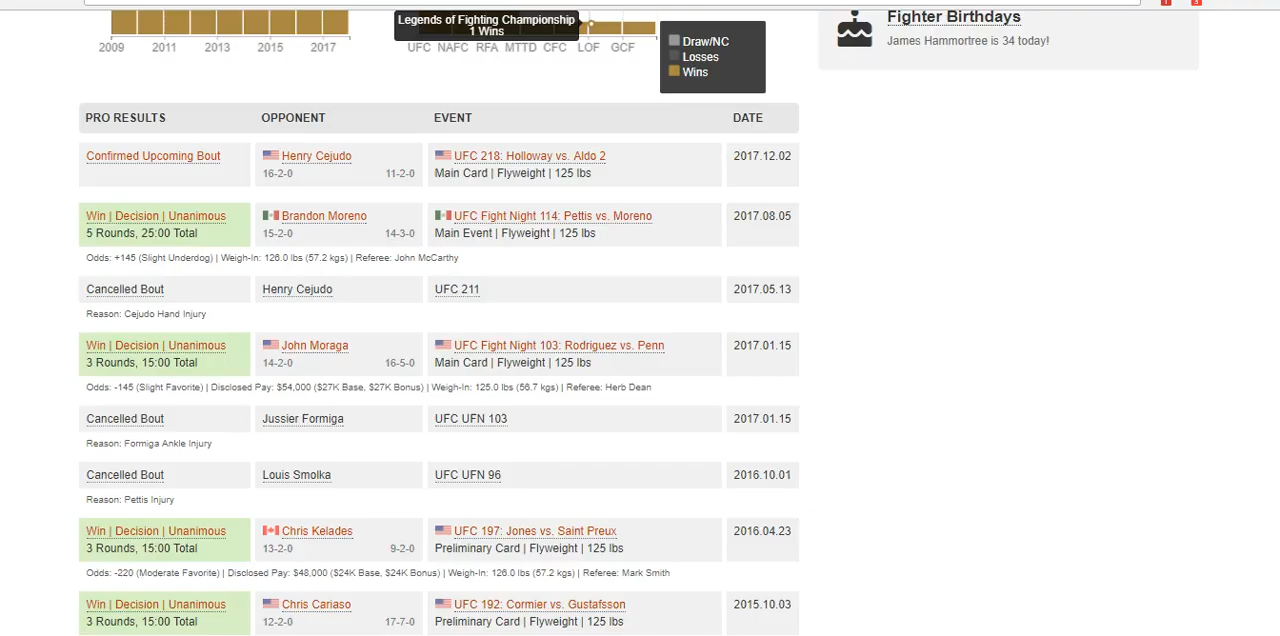 2009 2011 2013 2015 2017
Legends of Fighting Championship
1 Wins
UFC NAFC RFA MTTD CFC LOF GCF
Draw/NC
Losses
Wins
Fighter Birthdays
James Hammortree is 34 today!
PRO RESULTS OPPONENT EVENT DATE
Confirmed Upcoming Bout Henry Cejudo UFC 218: Holloway vs. Aldo 2 2017.12.02
16-2-0 11-2-0 Main Card | Flyweight | 125 lbs
Win | Decision | Unanimous Brandon Moreno UFC Fight Night 114: Pettis vs. Moreno 2017.08.05
5 Rounds, 25:00 Total 15-2-0 14-3-0 Main Event | Flyweight | 125 lbs
Odds: +145 (Slight Underdog) | Weigh-In: 126.0 lbs (57.2 kgs) | Referee: John McCarthy
Cancelled Bout Henry Cejudo UFC 211 2017.05.13
Reason: Cejudo Hand Injury
Win | Decision | Unanimous John Moraga UFC Fight Night 103: Rodriguez vs. Penn 2017.01.15
3 Rounds, 15:00 Total 14-2-0 16-5-0 Main Card | Flyweight | 125 lbs
Odds: -145 (Slight Favorite) | Disclosed Pay: $54,000 ($27K Base, $27K Bonus) | Weigh-In: 125.0 lbs (56.7 kgs) | Referee: Herb Dean
Cancelled Bout Jussier Formiga UFC UFN 103 2017.01.15
Reason: Formiga Ankle Injury
Cancelled Bout Louis Smolka UFC UFN 96 2016.10.01
Reason: Pettis Injury
Win | Decision | Unanimous Chris Kelades UFC 197: Jones vs. Saint Preux 2016.04.23
3 Rounds, 15:00 Total 13-2-0 9-2-0 Preliminary Card | Flyweight | 125 lbs
Odds: -220 (Moderate Favorite) | Disclosed Pay: $48,000 ($24K Base, $24K Bonus) | Weigh-In: 126.0 lbs (57.2 kgs) | Referee: Mark Smith
Win | Decision | Unanimous Chris Cariaso UFC 192: Cormier vs. Gustafsson 2015.10.03
3 Rounds, 15:00 Total 12-2-0 17-7-0 Preliminary Card | Flyweight | 125 lbs